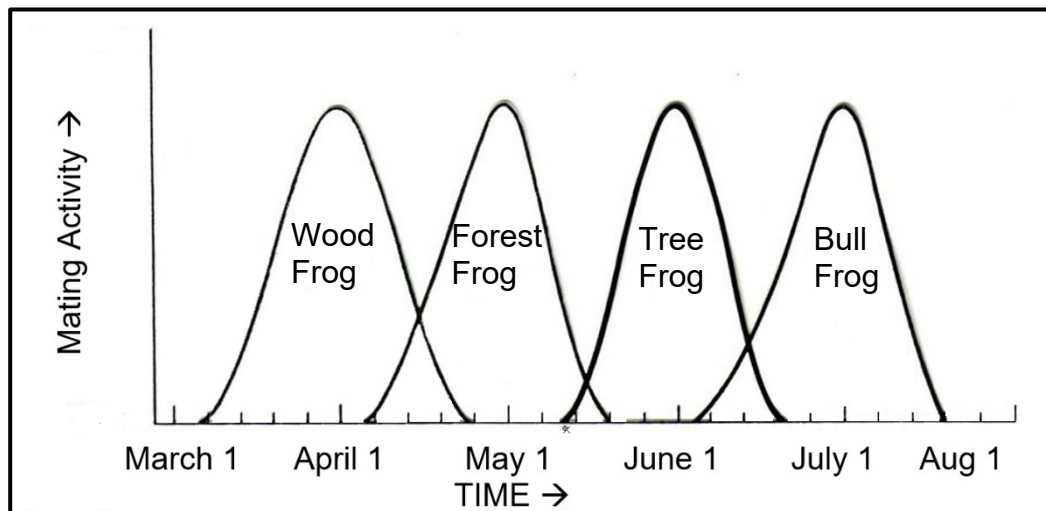 Mating Activity →
Wood
Frog
Forest
Frog
Tree
Frog
Bull
Frog
March 1 April 1 May 1 June 1 July 1 Aug 1
TIME →